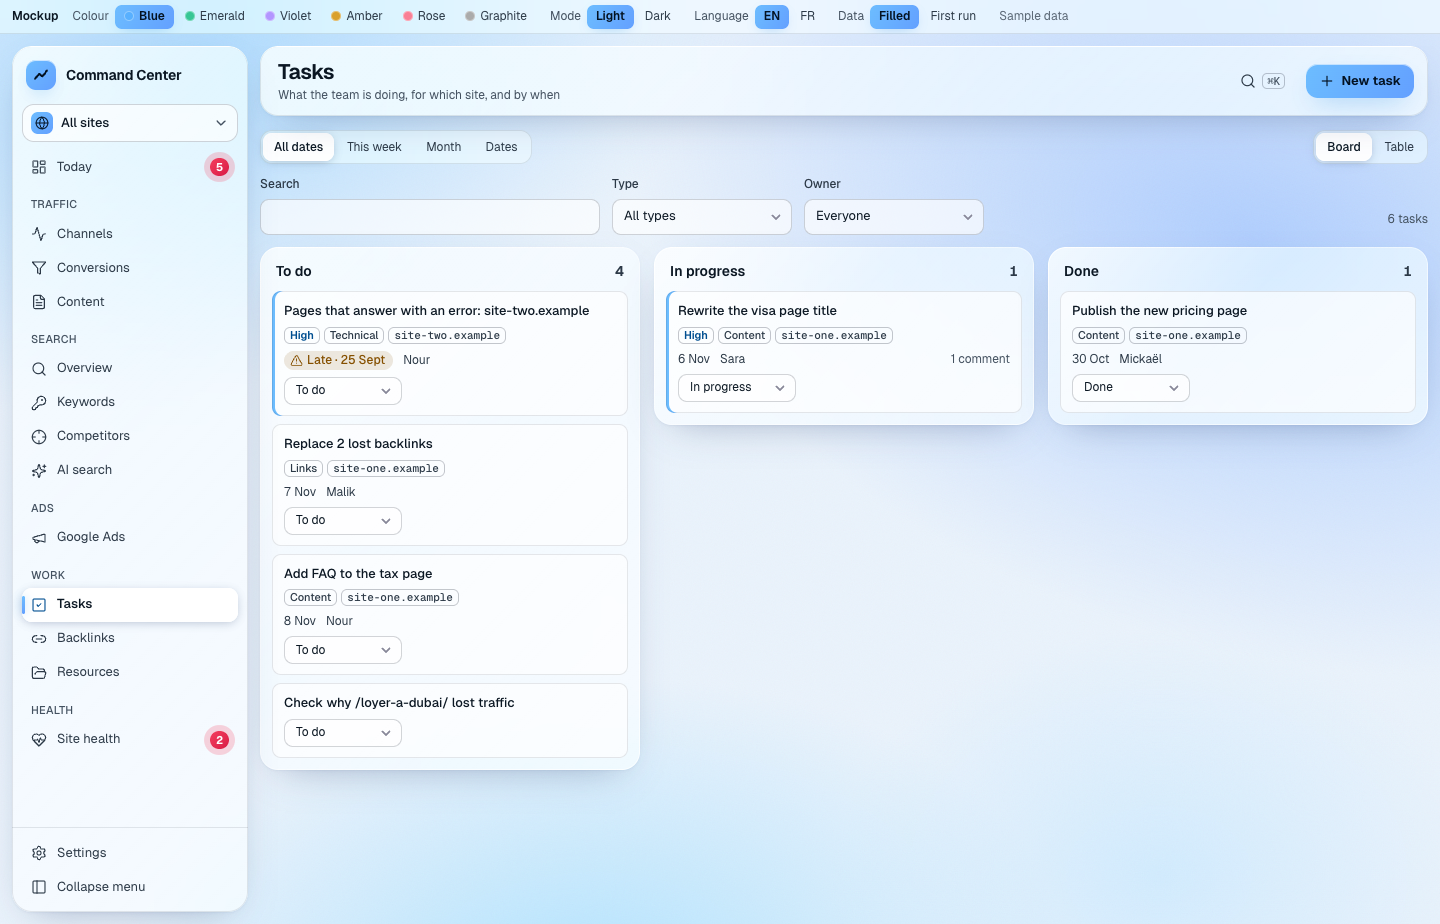 Mockup Colour Blue Emerald Violet Amber Rose Graphite Mode Light Dark Language EN FR Data Filled First run Sample data
Command Center
All sites
Today 5
TRAFFIC
Channels
Conversions
Content
SEARCH
Overview
Keywords
Competitors
AI search
ADS
Google Ads
WORK
Tasks
Backlinks
Resources
HEALTH
Site health 2
Settings
Collapse menu
Tasks
What the team is doing, for which site, and by when
⌘K
New task
All dates This week Month Dates
Board Table
Search Type Owner
All types Everyone
6 tasks
To do 4
Pages that answer with an error: site-two.example
High Technical site-two.example
Late · 25 Sept Nour
To do
Replace 2 lost backlinks
Links site-one.example
7 Nov Malik
To do
Add FAQ to the tax page
Content site-one.example
8 Nov Nour
To do
Check why /loyer-a-dubai/ lost traffic
To do
In progress 1
Rewrite the visa page title
High Content site-one.example
6 Nov Sara 1 comment
In progress
Done 1
Publish the new pricing page
Content site-one.example
30 Oct Mickaël
Done